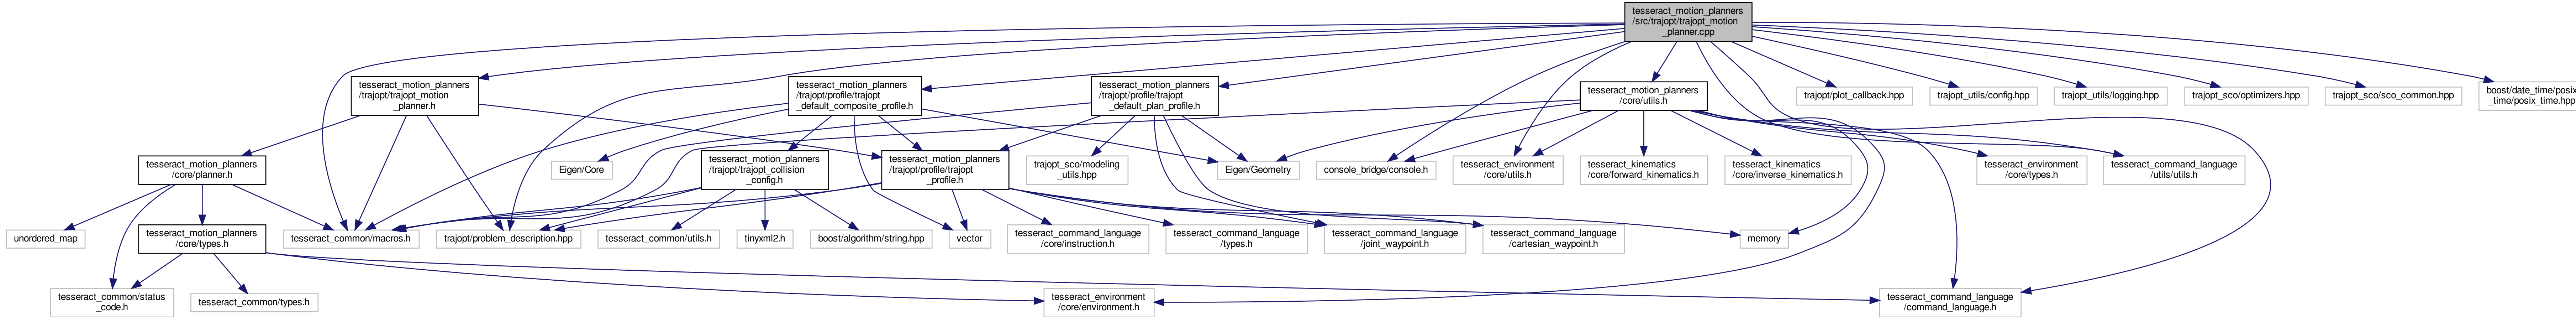 tesseract_motion_planners
/src/trajopt/trajopt_motion
_planner.cpp
tesseract_motion_planners
/trajopt/trajopt_motion
_planner.h
tesseract_motion_planners
/trajopt/profile/trajopt
_default_composite_profile.h
tesseract_motion_planners
/trajopt/profile/trajopt
_default_plan_profile.h
tesseract_motion_planners
/core/utils.h
trajopt/plot_callback.hpp
trajopt_utils/config.hpp
trajopt_utils/logging.hpp
trajopt_sco/optimizers.hpp
trajopt_sco/sco_common.hpp
boost/date_time/posix
_time/posix_time.hpp
tesseract_motion_planners
/core/planner.h
Eigen/Core
tesseract_motion_planners
/trajopt/trajopt_collision
_config.h
tesseract_motion_planners
/trajopt/profile/trajopt
_profile.h
trajopt_sco/modeling
_utils.hpp
Eigen/Geometry
console_bridge/console.h
tesseract_environment
/core/utils.h
tesseract_kinematics
/core/forward_kinematics.h
tesseract_kinematics
/core/inverse_kinematics.h
tesseract_environment
/core/types.h
tesseract_command_language
/utils/utils.h
unordered_map
tesseract_motion_planners
/core/types.h
tesseract_common/macros.h
trajopt/problem_description.hpp
tesseract_common/utils.h
tinyxml2.h
boost/algorithm/string.hpp
vector
tesseract_command_language
/core/instruction.h
tesseract_command_language
/types.h
tesseract_command_language
/joint_waypoint.h
tesseract_command_language
/cartesian_waypoint.h
memory
tesseract_common/status
_code.h
tesseract_common/types.h
tesseract_environment
/core/environment.h
tesseract_command_language
/command_language.h